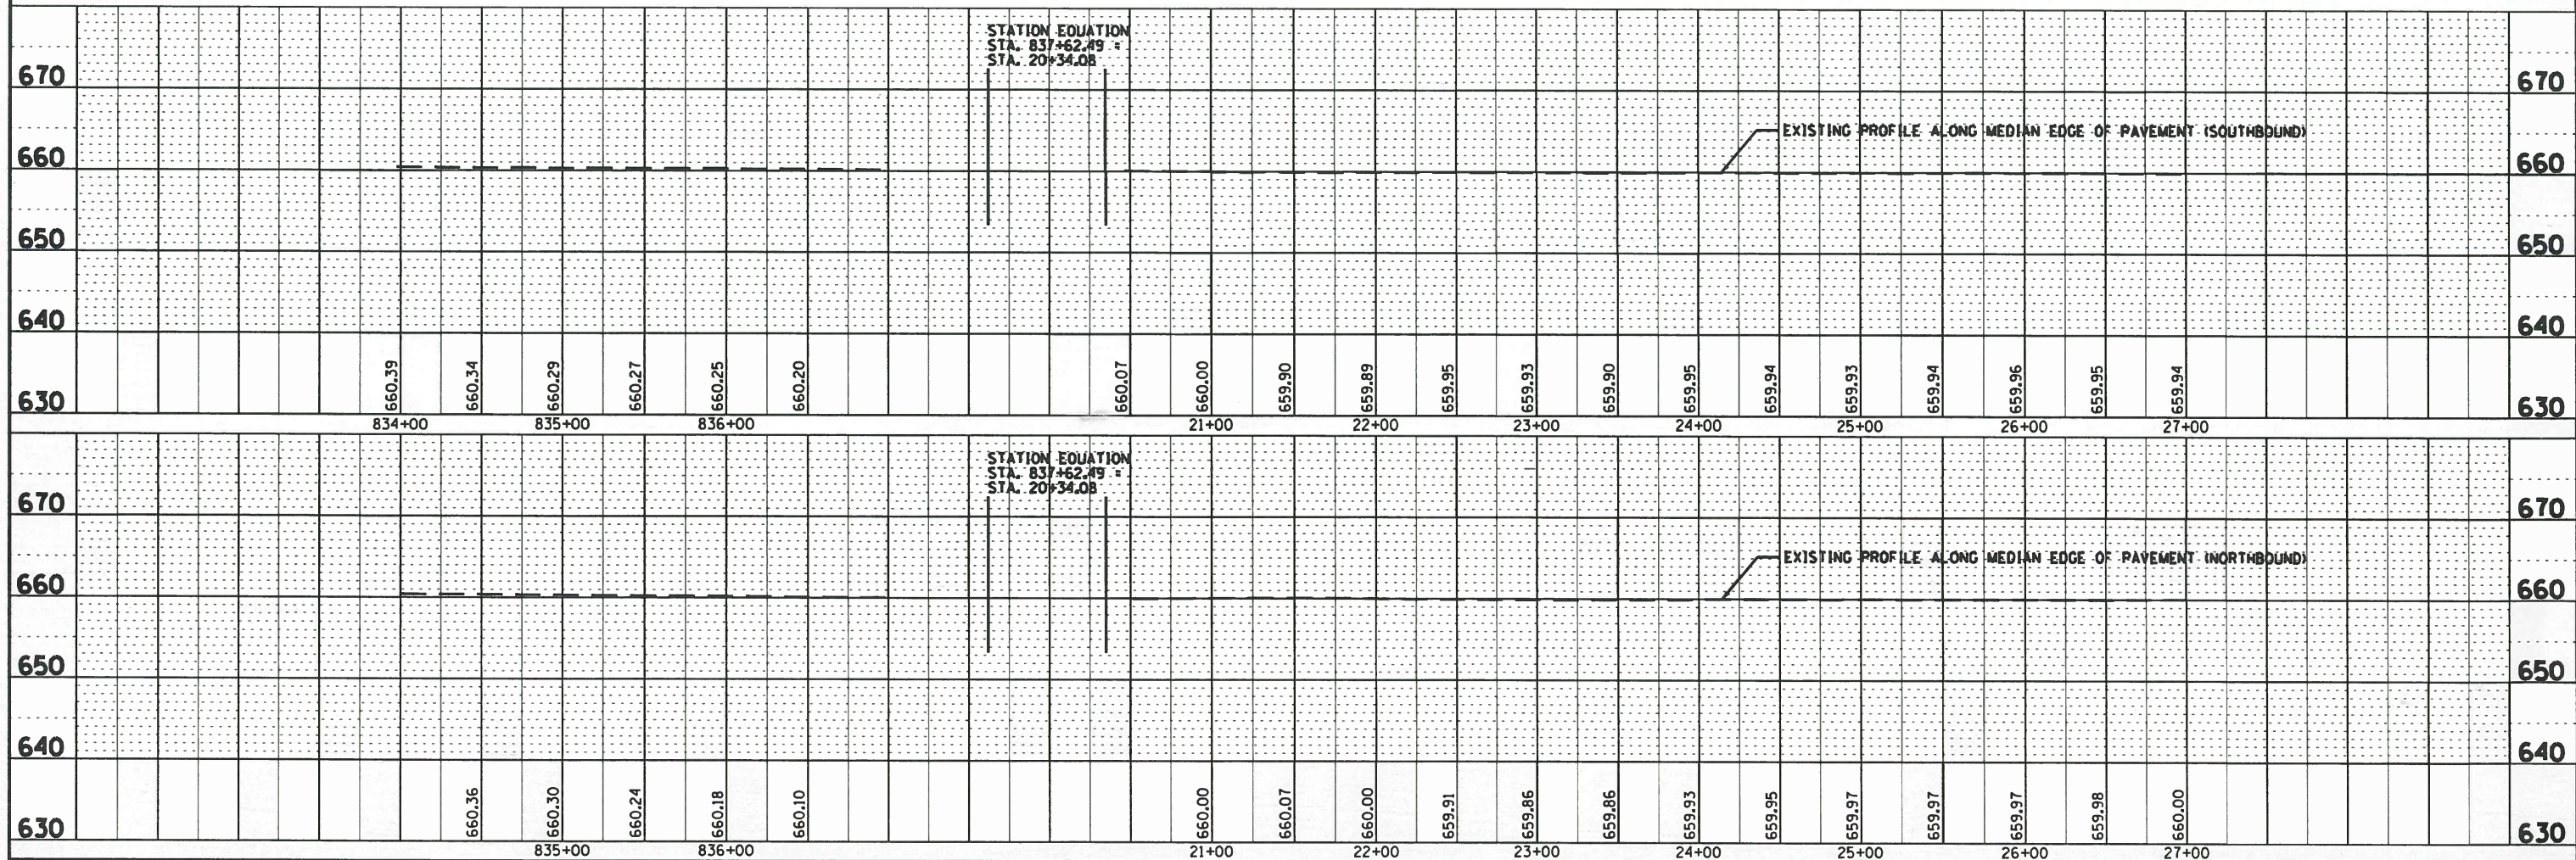 STATION EQUATION
STA. 837+62.49 =
STA. 20+34.08
670 670
EXISTING PROFILE ALONG MEDIAN EDGE OF PAVEMENT (SOUTHBOUND)
660 660
650 650
640 640
660.39 660.34 660.29 660.27 660.25 660.20 660.07 660.00 659.90 659.89 659.95 659.93 659.90 659.95 659.94 659.93 659.94 659.96 659.95 659.94
630 630
834+00 835+00 836+00 21+00 22+00 23+00 24+00 25+00 26+00 27+00
STATION EQUATION
STA. 837+62.49 =
STA. 20+34.08
670 670
EXISTING PROFILE ALONG MEDIAN EDGE OF PAVEMENT (NORTHBOUND)
660 660
650 650
640 640
660.36 660.30 660.24 660.18 660.10 660.00 660.07 660.00 659.91 659.86 659.86 659.93 659.95 659.97 659.97 659.97 659.98 660.00
630 630
835+00 836+00 21+00 22+00 23+00 24+00 25+00 26+00 27+00